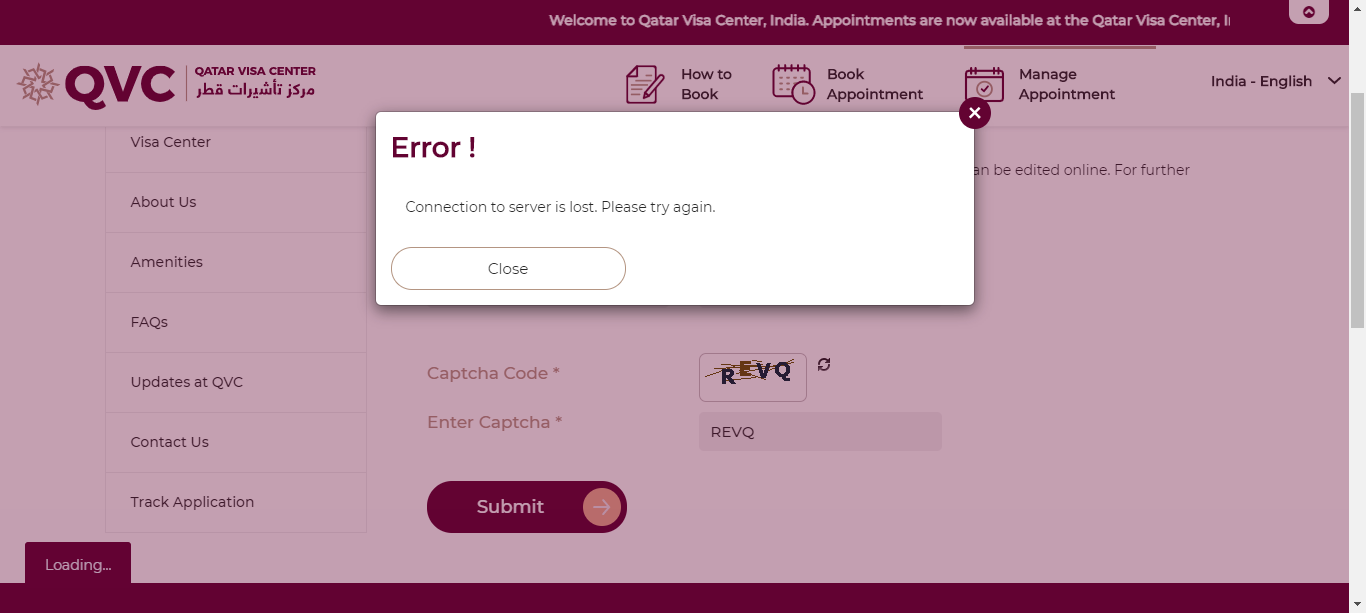 Welcome to Qatar Visa Center, India. Appointments are now available at the Qatar Visa Center,
QVC
QATAR VISA CENTER
مركز تأشيرات قطر
How to
Book
Book
Appointment
Manage
Appointment
India - English
Visa Center
About Us
Amenities
FAQs
Updates at QVC
Contact Us
Track Application
an be edited online. For further
Error !
Connection to server is lost. Please try again.
Close
Captcha Code *
REVQ
Enter Captcha *
REVQ
Submit
Loading...